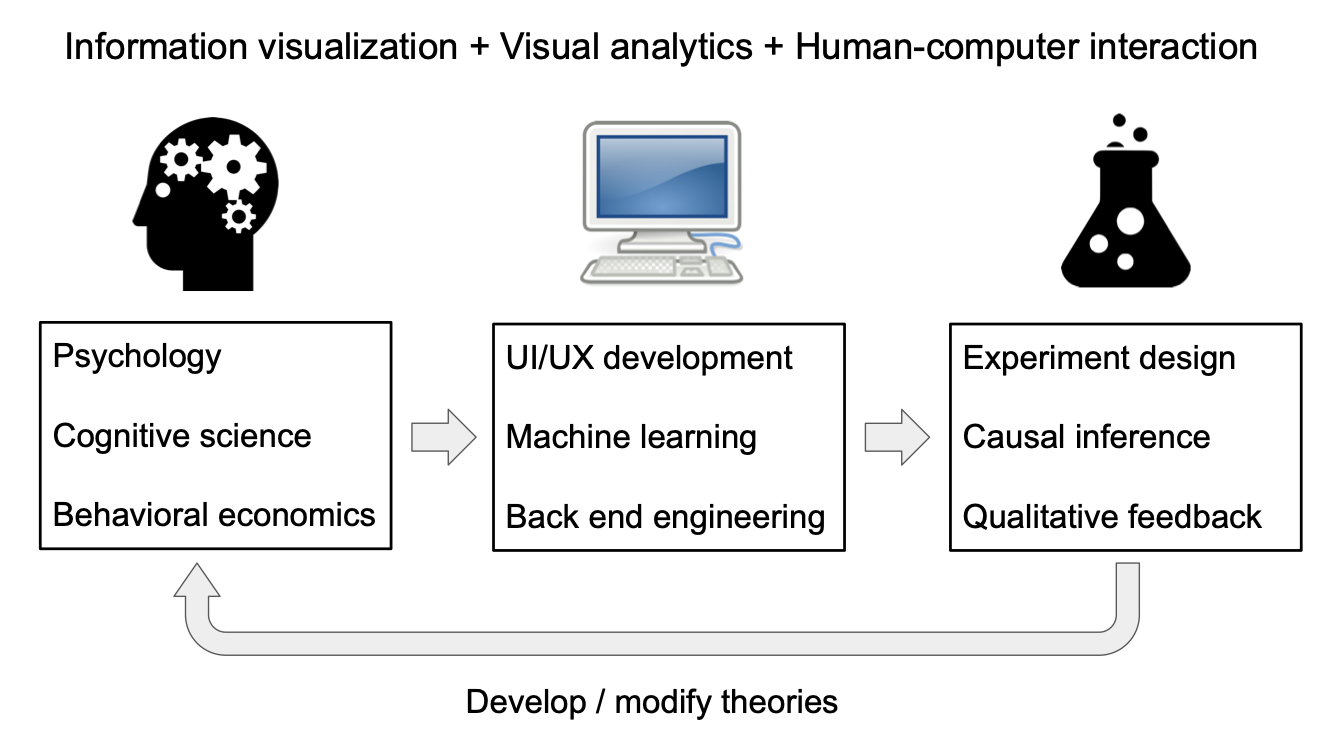 Information visualization + Visual analytics + Human-computer interaction
Psychology
Cognitive science
Behavioral economics
UI/UX development
Machine learning
Back end engineering
Experiment design
Causal inference
Qualitative feedback
Develop / modify theories